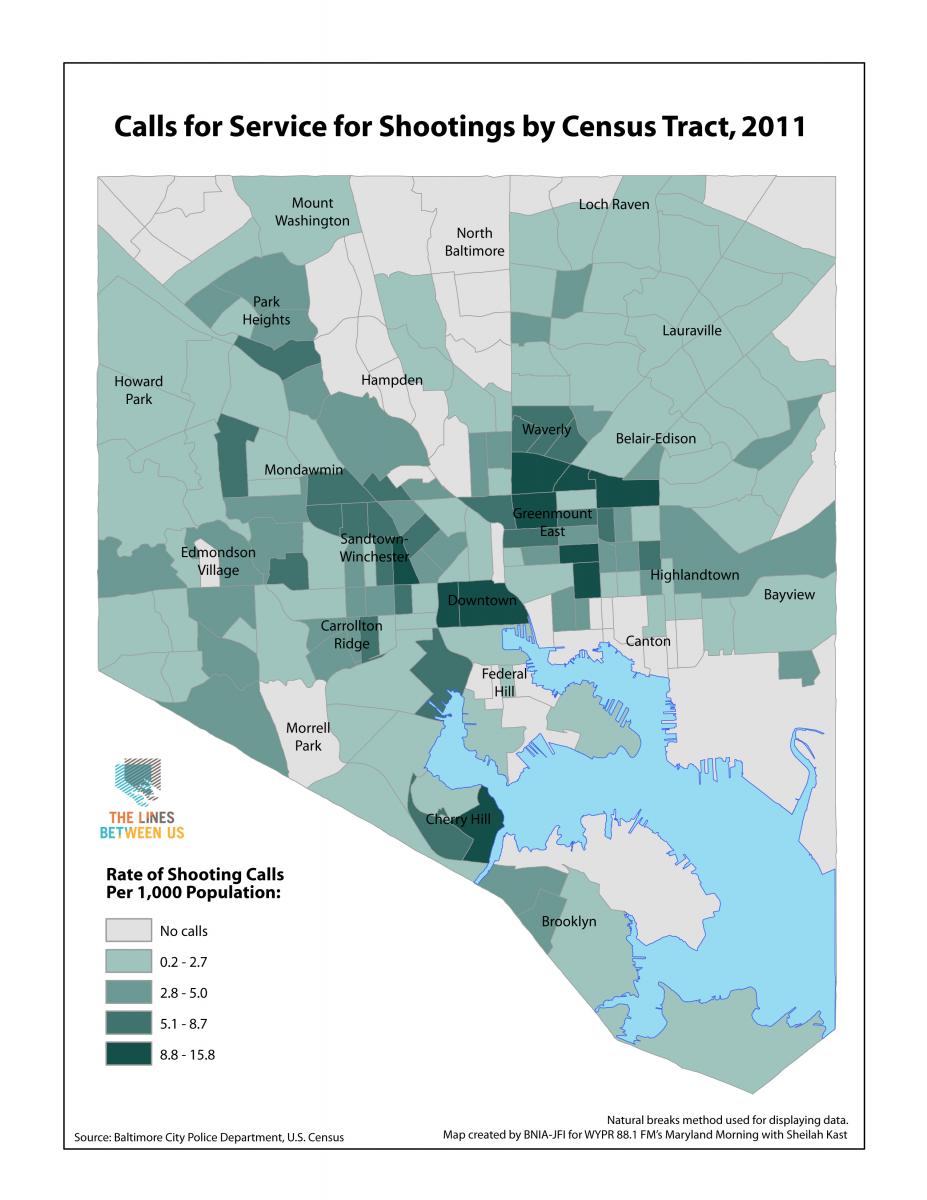 Calls for Service for Shootings by Census Tract, 2011
Mount
Washington
Loch Raven
North
Baltimore
Park
Heights
Lauraville
Howard
Park
Hampden
Waverly
Belair-Edison
Mondawmin
Greenmount
East
Sandtown-
Winchester
Edmondson
Village
Highlandtown
Bayview
Downtown
Carrollton
Ridge
Canton
Federal
Hill
Morrell
Park
Cherry Hill
Brooklyn
THE LINES
BETWEEN US
Rate of Shooting Calls
Per 1,000 Population:
No calls
0.2 - 2.7
2.8 - 5.0
5.1 - 8.7
8.8 - 15.8
Natural breaks method used for displaying data.
Source: Baltimore City Police Department, U.S. Census
Map created by BNIA-JFI for WYPR 88.1 FM's Maryland Morning with Sheilah Kast